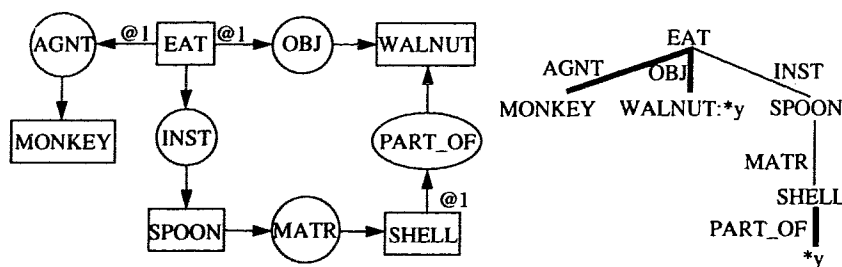 AGNT @1 EAT @1 OBJ WALNUT
MONKEY INST PART_OF
SPOON MATR SHELL @1
EAT
AGNT OBJ INST
MONKEY WALNUT:*y SPOON
MATR
SHELL
PART_OF
*y